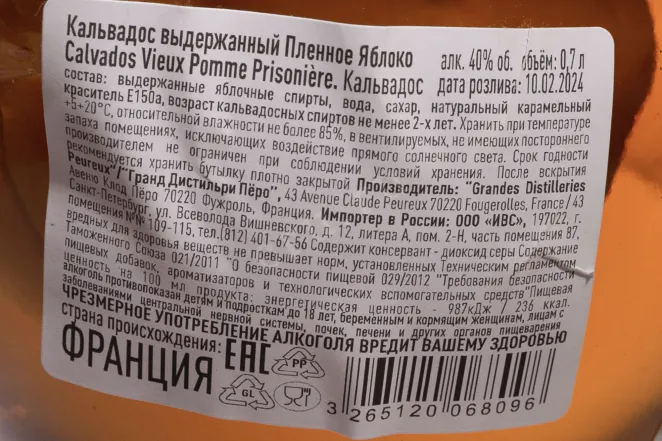 Кальвадос выдержанный Пленное Яблоко
алк. 40% об. объём: 0,7 л
Calvados Vieux Pomme Prisonière. Кальвадос
дата розлива: 10.02.2024
состав: выдержанные яблочные спирты, вода, сахар, натуральный карамельный
краситель Е150а, возраст кальвадосных спиртов не менее 2-х лет. Хранить при температуре
+5+20°С, относительной влажности не более 85%, в вентилируемых, не имеющих постороннего
запаха помещениях, исключающих воздействие прямого солнечного света. Срок годности
производителем не ограничен при соблюдении условий хранения. После вскрытия
рекомендуется хранить бутылку плотно закрытой Производитель: "Grandes Distilleries
Peureux"/"Гранд Дистильри Пёро", 43 Avenue Claude Peureux 70220 Fougerolles, France/43
Авеню Клод Пёро 70220 Фужроль, Франция. Импортер в России: ООО «ИВС», 197022, г.
Санкт-Петербург, ул. Всеволода Вишневского, д. 12, литера А, пом. 2-Н, часть помещения 87,
помещения №№ 109-115, тел.(812) 401-67-56 Содержит консервант - диоксид серы Содержание
вредных для здоровья веществ не превышает норм, установленных Техническим регламентом
Таможенного Союза 021/2011 "О безопасности пищевой 029/2012 "Требования безопасности
пищевых добавок, ароматизаторов и технологических вспомогательных средств"Пищевая
ценность на 100 мл продукта: энергетическая ценность - 987кДж / 236 ккал.
алкоголь противопоказан детям и подросткам до 18 лет, беременным и кормящим женщинам, лицам с
заболеваниями центральной нервной системы, почек, печени и других органов пищеварения
ЧРЕЗМЕРНОЕ УПОТРЕБЛЕНИЕ АЛКОГОЛЯ ВРЕДИТ ВАШЕМУ ЗДОРОВЬЮ
страна происхождения:
ФРАНЦИЯ
EAC
PP
GL
3 265120 068096